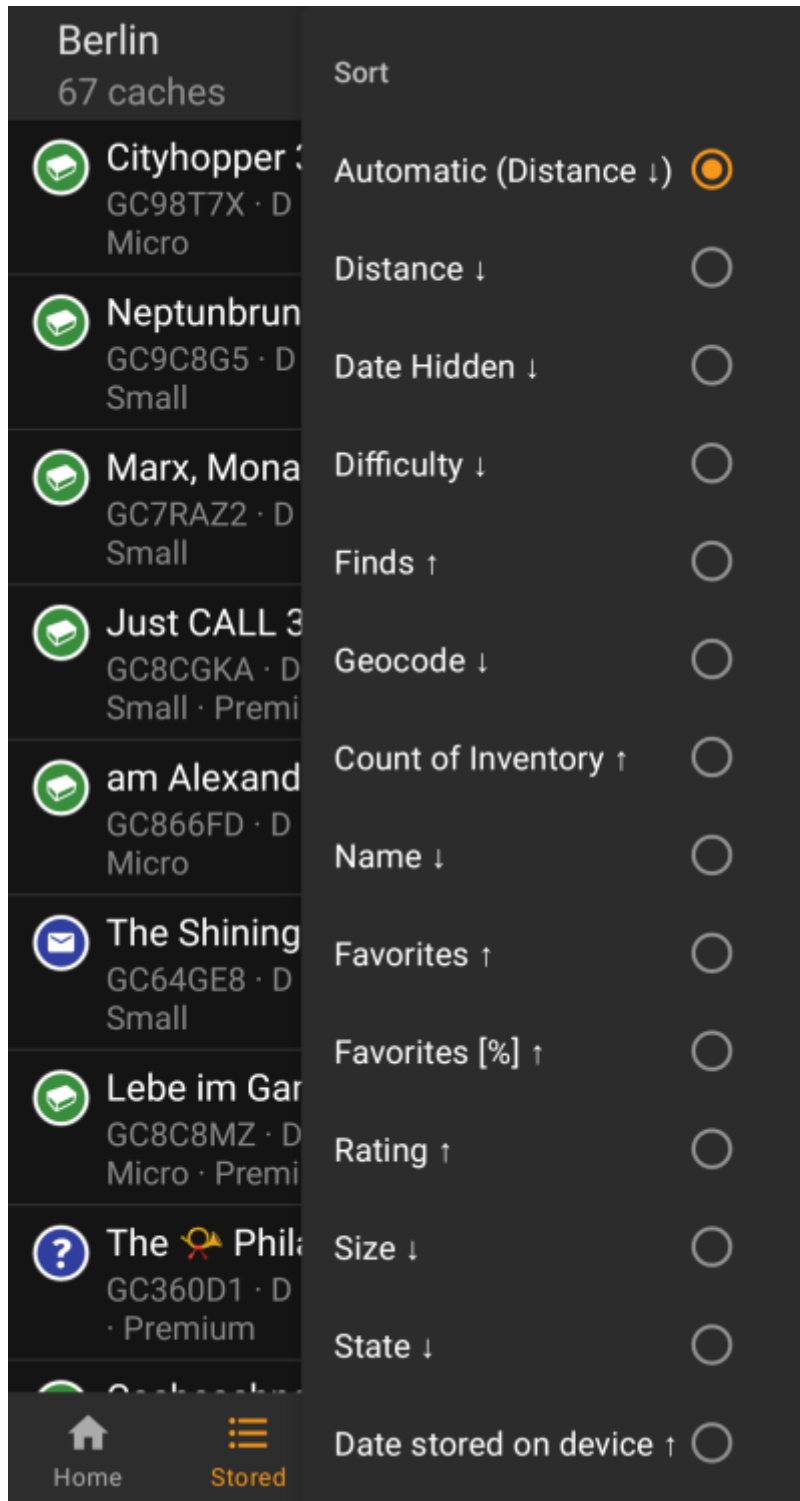 Berlin
67 caches
Cityhopper
GC98T7X · D
Micro
Neptunbrun
GC9C8G5 · D
Small
Marx, Mona
GC7RAZ2 · D
Small
Just CALL 3
GC8CGKA · D
Small · Premi
am Alexand
GC866FD · D
Micro
The Shining
GC64GE8 · D
Small
Lebe im Gar
GC8C8MZ · D
Micro · Premi
The 📯 Phila
GC360D1 · D
· Premium
Home
Stored
Sort
Automatic (Distance ↓)
Distance ↓
Date Hidden ↓
Difficulty ↓
Finds ↑
Geocode ↓
Count of Inventory ↑
Name ↓
Favorites ↑
Favorites [%] ↑
Rating ↑
Size ↓
State ↓
Date stored on device ↑